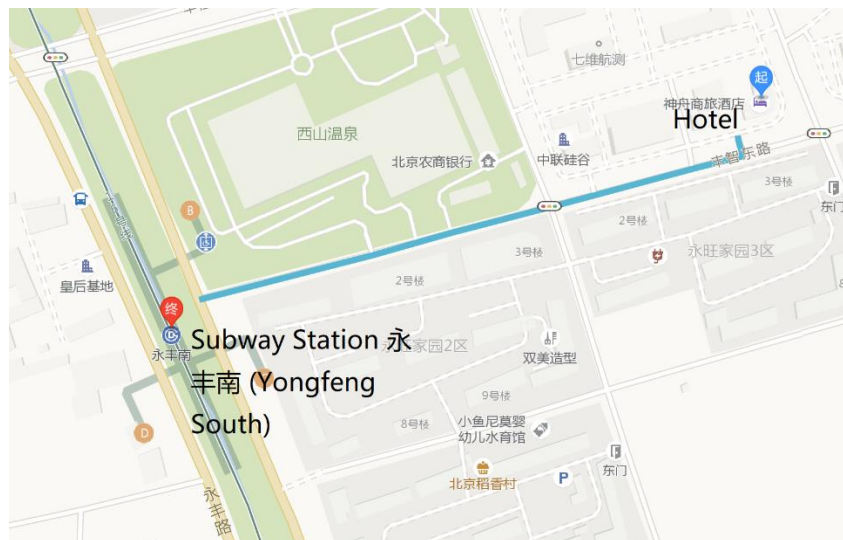 七维航测
起
神舟商旅酒店
Hotel
西山温泉
北京农商银行
中联硅谷
丰智东路
3号楼
东门
B
2号楼
3号楼
永旺家园3区
皇后基地
2号楼
终
永丰南
Subway Station 永
丰南 (Yongfeng
South)
家园2区
双美造型
9号楼
8号楼
小鱼尼莫婴
幼儿水育馆
D
东门
北京稻香村
P
永丰路